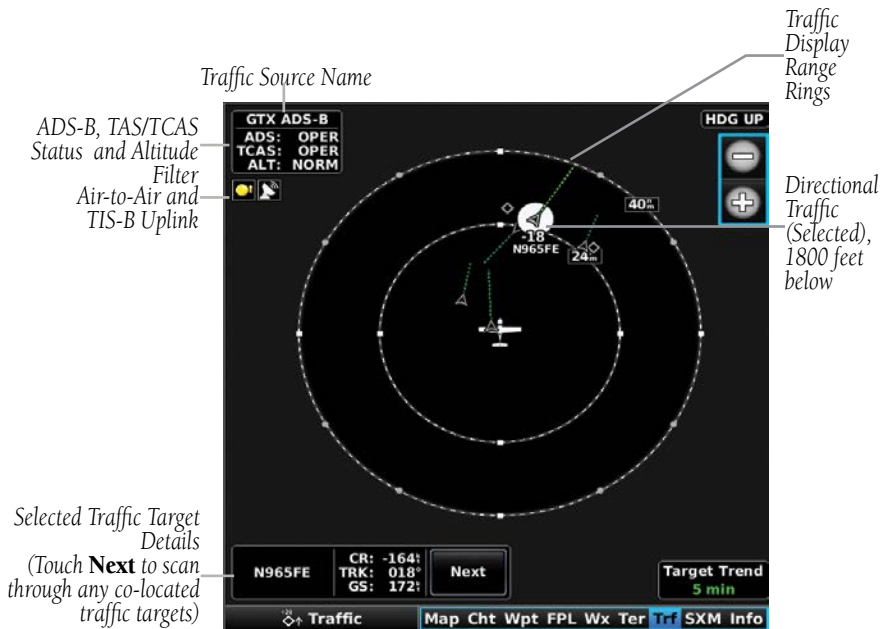 Traffic
Display
Range
Rings
Traffic Source Name
ADS-B, TAS/TCAS
Status and Altitude
Filter
Air-to-Air and
TIS-B Uplink
GTX ADS-B
ADS: OPER
TCAS: OPER
ALT: NORM
HDG UP
40nm
-18
N965FE
24nm
Directional
Traffic
(Selected),
1800 feet
below
Selected Traffic Target
Details
(Touch Next to scan
through any co-located
traffic targets)
N965FE
CR: -164
TRK: 018°
GS: 172
Next
Target Trend
5 min
Traffic
Map Cht Wpt FPL Wx Ter Trf SXM Info